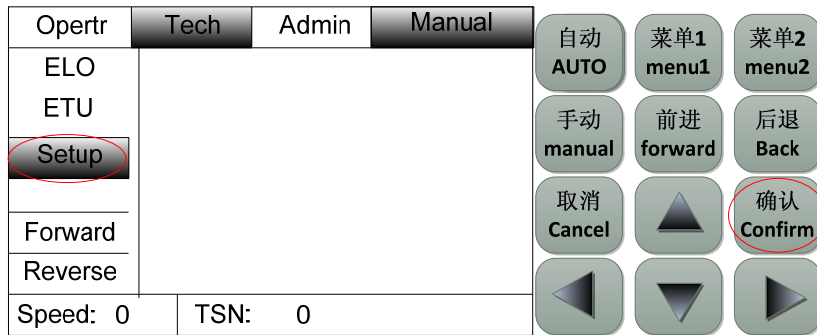 Opertr Tech Admin Manual
ELO
ETU
Setup
Forward
Reverse
Speed: 0 TSN: 0
自动 菜单1 菜单2
AUTO menu1 menu2
手动 前进 后退
manual forward Back
取消 确认
Cancel Confirm